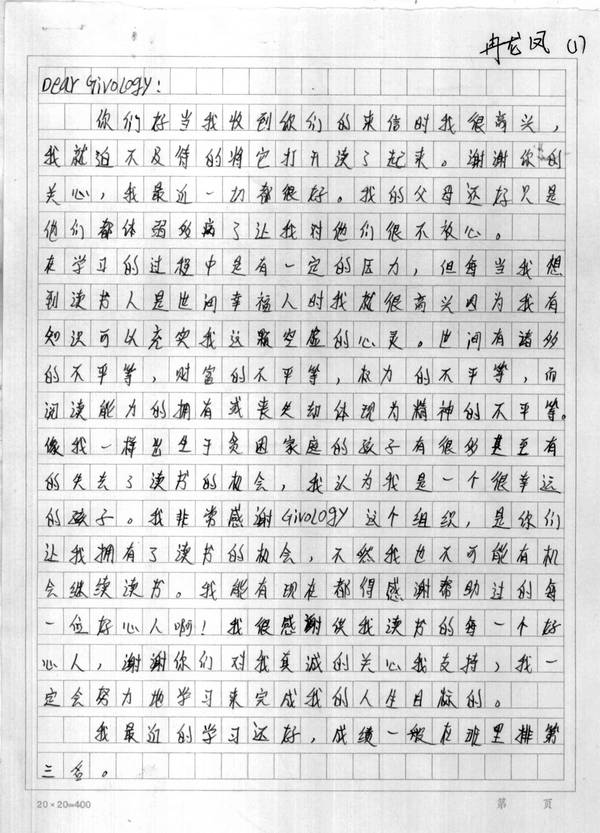 冉龙凤 (1)
Dear Givology:
你们好当我收到你们的来信时我很高兴,
我就迫不及待的将它打开读了起来。谢谢你的
关心,我最近一切都很好。我的父母还好只是
他们都体弱多病了让我对他们很不放心。
在学习的过程中是有一定的压力,但每当我想
到读书人是世间幸福人时我就很高兴因为我有
知识可以充实我这颗空虚的心灵。世间有诸多
的不平等,财富的不平等,权力的不平等,而
阅读能力的拥有或丧失却体现为精神的不平等。
像我一样出生于贫困家庭的孩子有很多甚至有
的失去了读书的机会,我认为我是一个很幸运
的孩子。我非常感谢Givology这个组织,是你们
让我拥有了读书的机会,不然我也不可能有机
会继续读书。我能有现在都得感谢帮助过的每
一位好心人啊!我很感谢供我读书的每一个好
心人,谢谢你们对我真诚的关心我支持,我一
定会努力地学习来完成我的人生目标的。
我最近的学习还好,成绩一般在班里排第
三名。
20×20=400 第 页